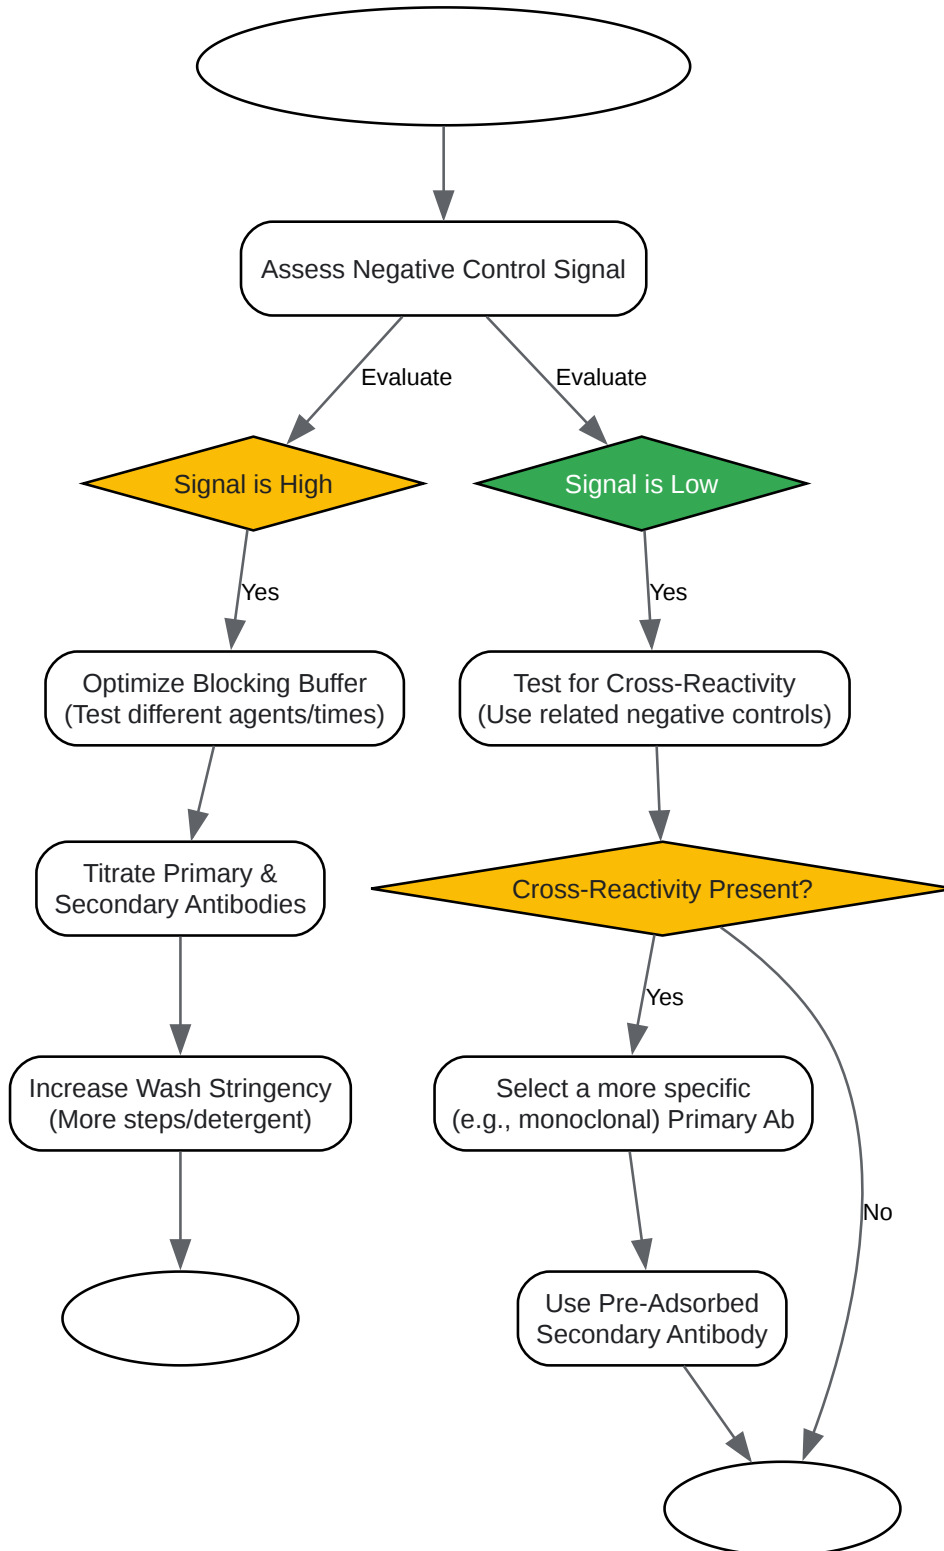 Assess Negative Control Signal
Evaluate
Evaluate
Signal is High
Signal is Low
Yes
Yes
Optimize Blocking Buffer
(Test different agents/times)
Test for Cross-Reactivity
(Use related negative controls)
Titrate Primary &
Secondary Antibodies
Cross-Reactivity Present?
Yes
Increase Wash Stringency
(More steps/detergent)
Select a more specific
(e.g., monoclonal) Primary Ab
No
Use Pre-Adsorbed
Secondary Antibody